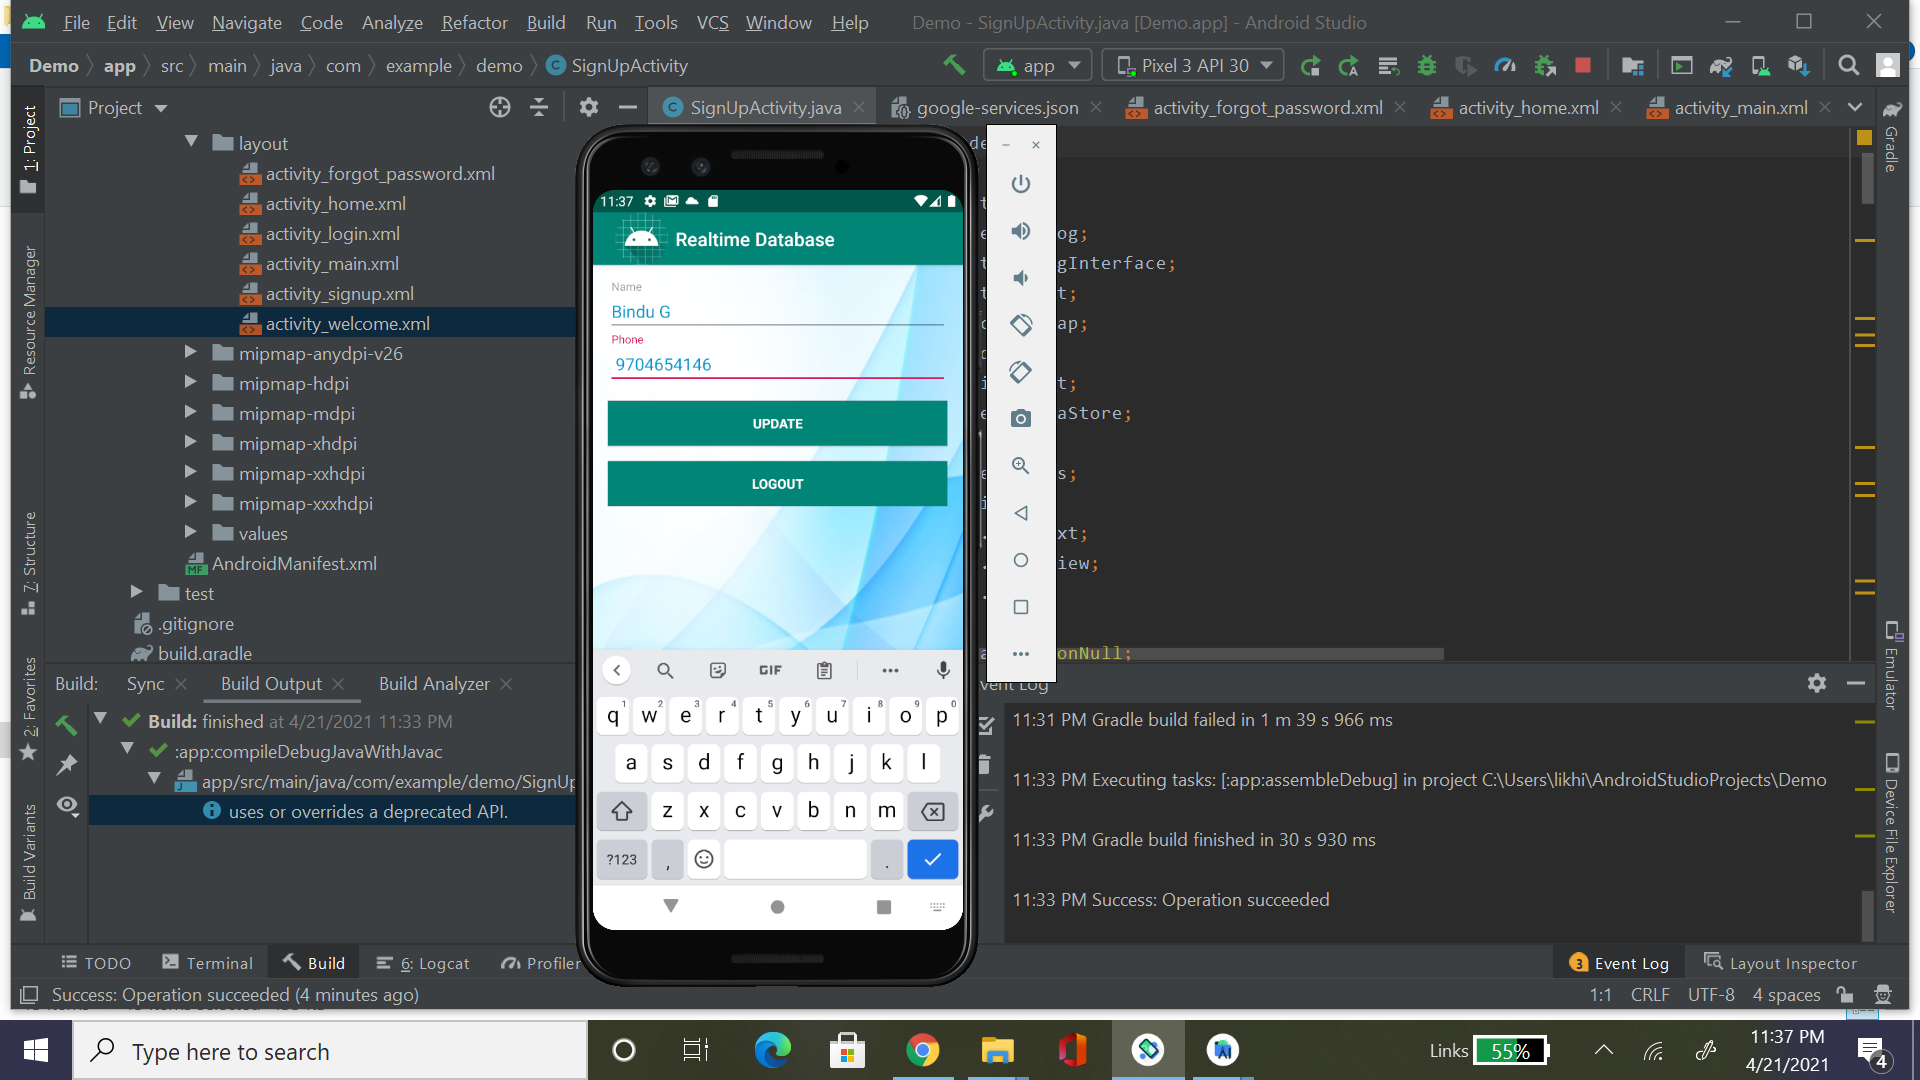 File Edit View Navigate Code Analyze Refactor Build Run Tools VCS Window Help Demo - SignUpActivity.java [Demo.app] - Android Studio
Demo app src main java com example demo SignUpActivity app Pixel 3 API 30
1: Project
Resource Manager
7: Structure
2: Favorites
Build Variants
Project
SignUpActivity.java google-services.json activity_forgot_password.xml activity_home.xml activity_main.xml
layout
activity_forgot_password.xml
activity_home.xml
activity_login.xml
activity_main.xml
activity_signup.xml
activity_welcome.xml
mipmap-anydpi-v26
mipmap-hdpi
mipmap-mdpi
mipmap-xhdpi
mipmap-xxhdpi
mipmap-xxxhdpi
values
AndroidManifest.xml
test
.gitignore
build.gradle
11:37
Realtime Database
Name
Bindu G
Phone
9704654146
UPDATE
LOGOUT
GIF
q1 w2 e3 r4 t5 y6 u7 i8 o9 p0
a s d f g h j k l
z x c v b n m
?123 , .
og;
gInterface;
t;
ap;
t;
aStore;
s;
xt;
iew;
onNull;
Gradle
Emulator
Device File Explorer
Build: Sync Build Output Build Analyzer
Build: finished at 4/21/2021 11:33 PM
:app:compileDebugJavaWithJavac
app/src/main/java/com/example/demo/SignUp
uses or overrides a deprecated API.
vent Log
11:31 PM Gradle build failed in 1 m 39 s 966 ms
11:33 PM Executing tasks: [:app:assembleDebug] in project C:\Users\likhi\AndroidStudioProjects\Demo
11:33 PM Gradle build finished in 30 s 930 ms
11:33 PM Success: Operation succeeded
TODO Terminal Build 6: Logcat Profiler 3 Event Log Layout Inspector
Success: Operation succeeded (4 minutes ago) 1:1 CRLF UTF-8 4 spaces
Type here to search
Links 55%
11:37 PM
4/21/2021
4